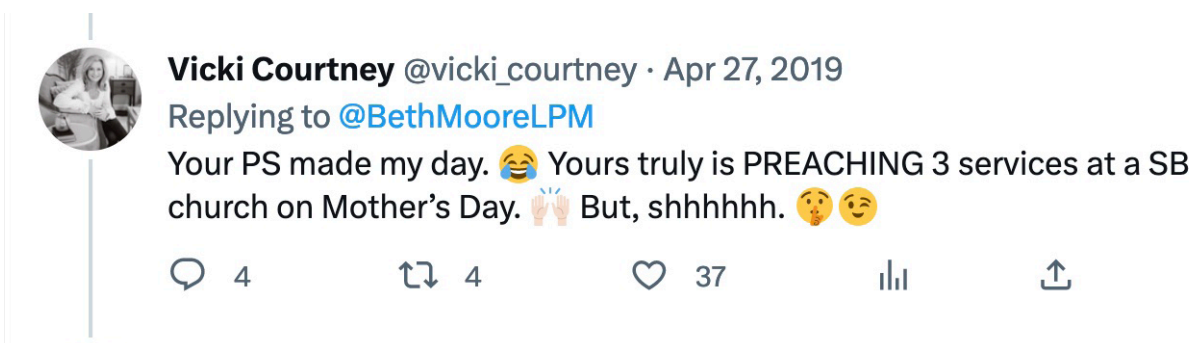 Vicki Courtney @vicki_courtney · Apr 27, 2019
Replying to @BethMooreLPM
Your PS made my day. 😂 Yours truly is PREACHING 3 services at a SB
church on Mother’s Day. 🙌🏻 But, shhhhhh. 🤫😉
4 4 37